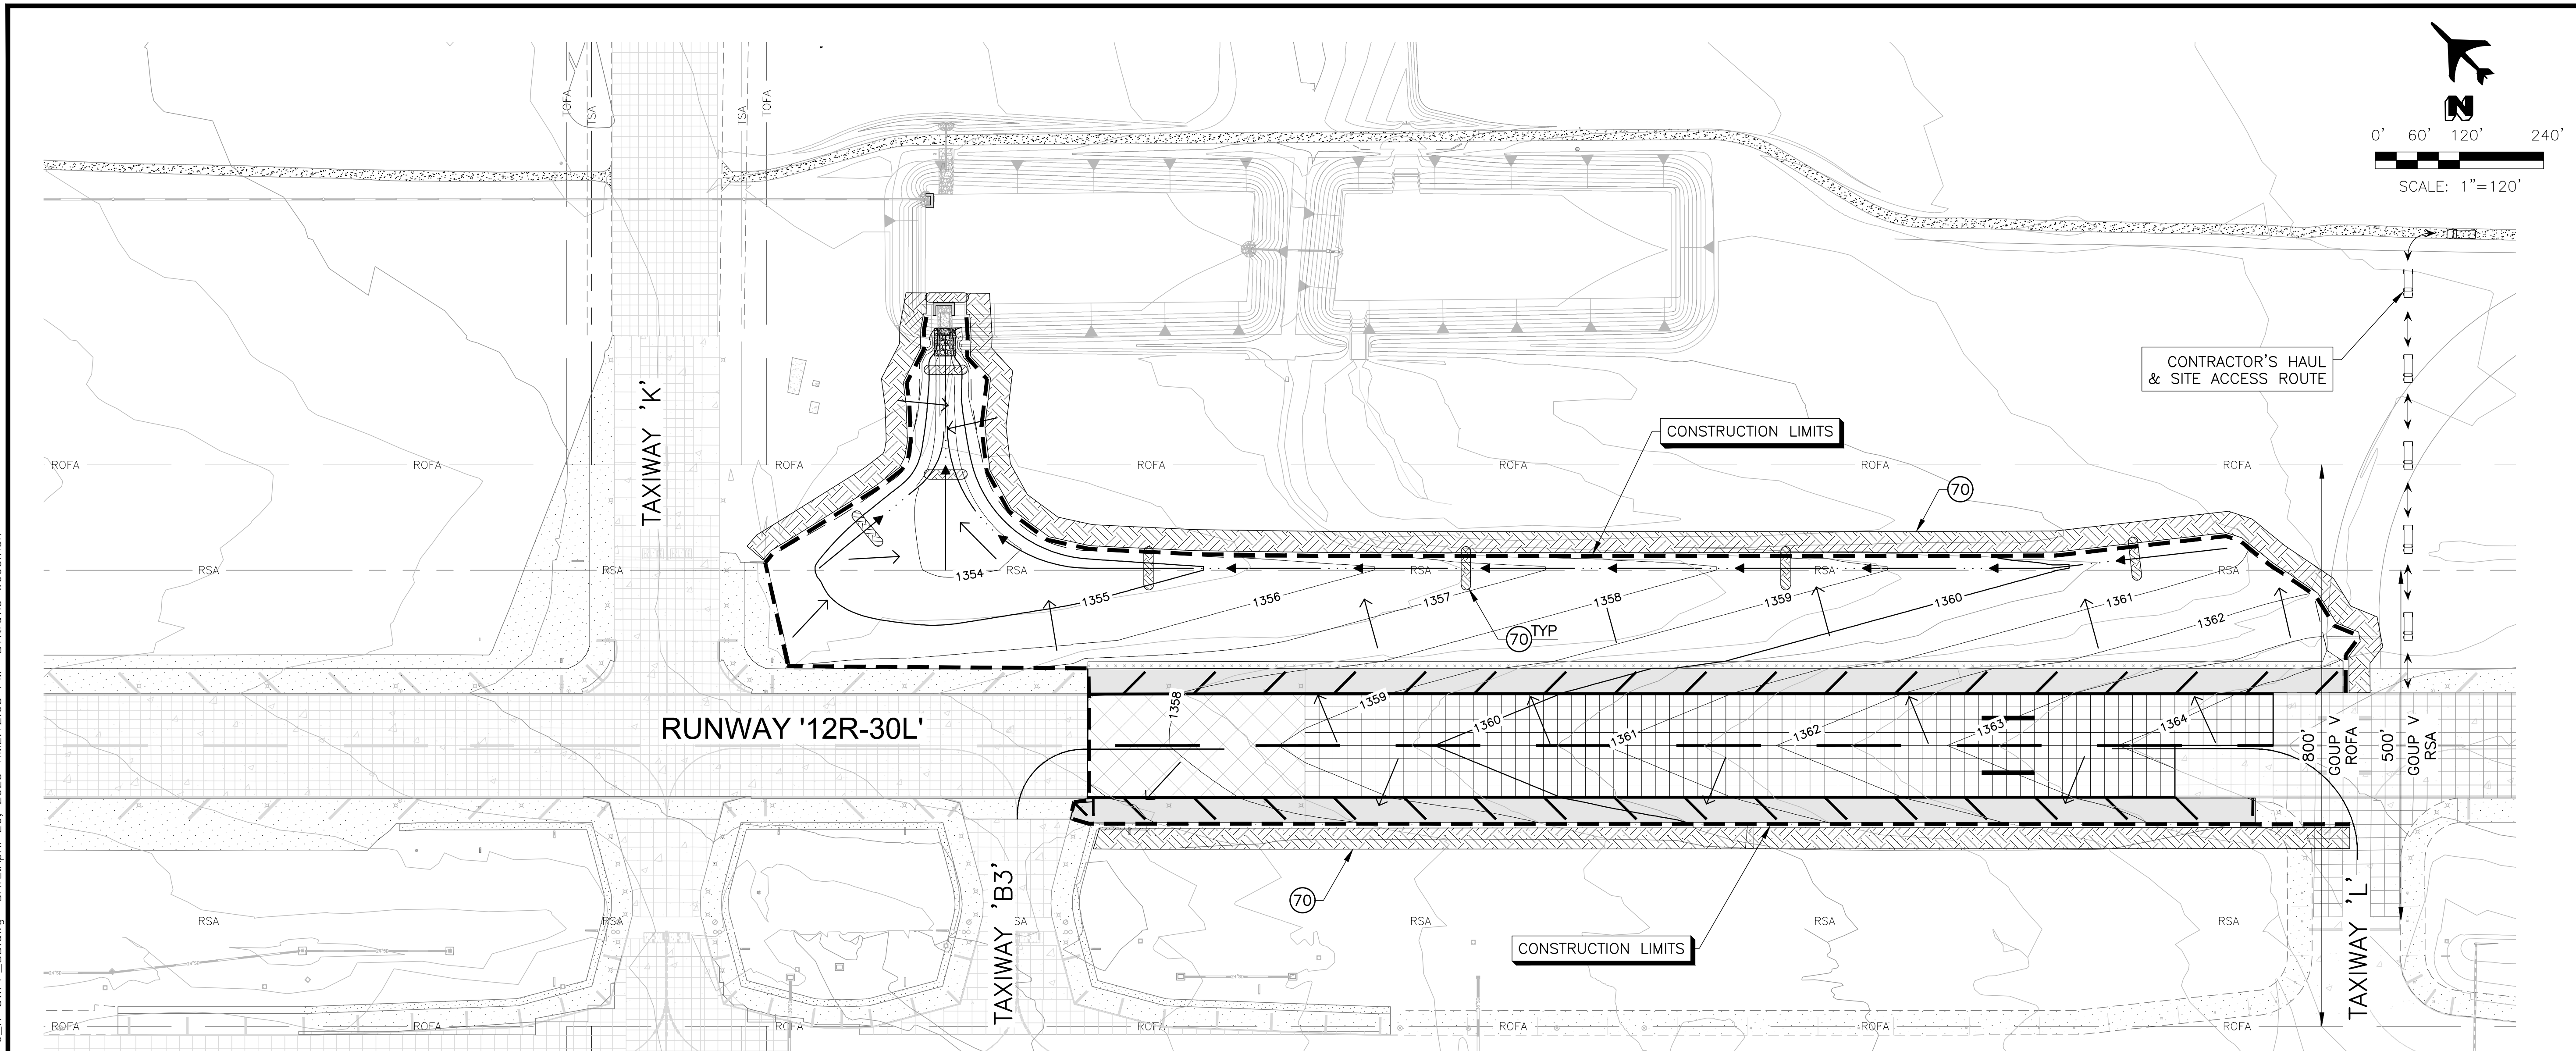 N
0' 60' 120' 240'
SCALE: 1"=120'
TOFA
TSA
TSA
TOFA
CONTRACTOR'S HAUL
& SITE ACCESS ROUTE
CONSTRUCTION LIMITS
TAXIWAY 'K'
ROFA ROFA ROFA ROFA ROFA ROFA ROFA
70
RSA RSA RSA RSA RSA RSA
1354
1355 1356 1357 1358 1359 1360 1361
1362
70 TYP
RUNWAY '12R-30L'
1358 1359 1360 1361 1362 1363 1364
800'
GOUP V
ROFA
500'
GOUP V
RSA
TAXIWAY 'B3'
70
TAXIWAY 'L'
RSA RSA SA RSA RSA RSA
CONSTRUCTION LIMITS
ROFA ROFA ROFA ROFA ROFA ROFA ROFA